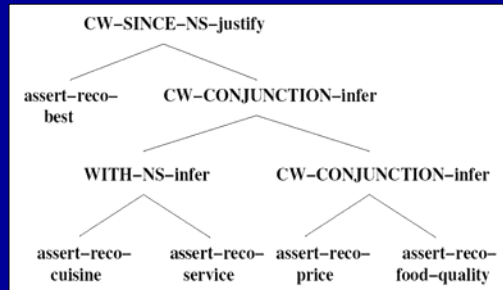 CW–SINCE–NS–justify
assert–reco–
best
CW–CONJUNCTION–infer
WITH–NS–infer
CW–CONJUNCTION–infer
assert–reco–
cuisine
assert–reco–
service
assert–reco–
price
assert–reco–
food–quality